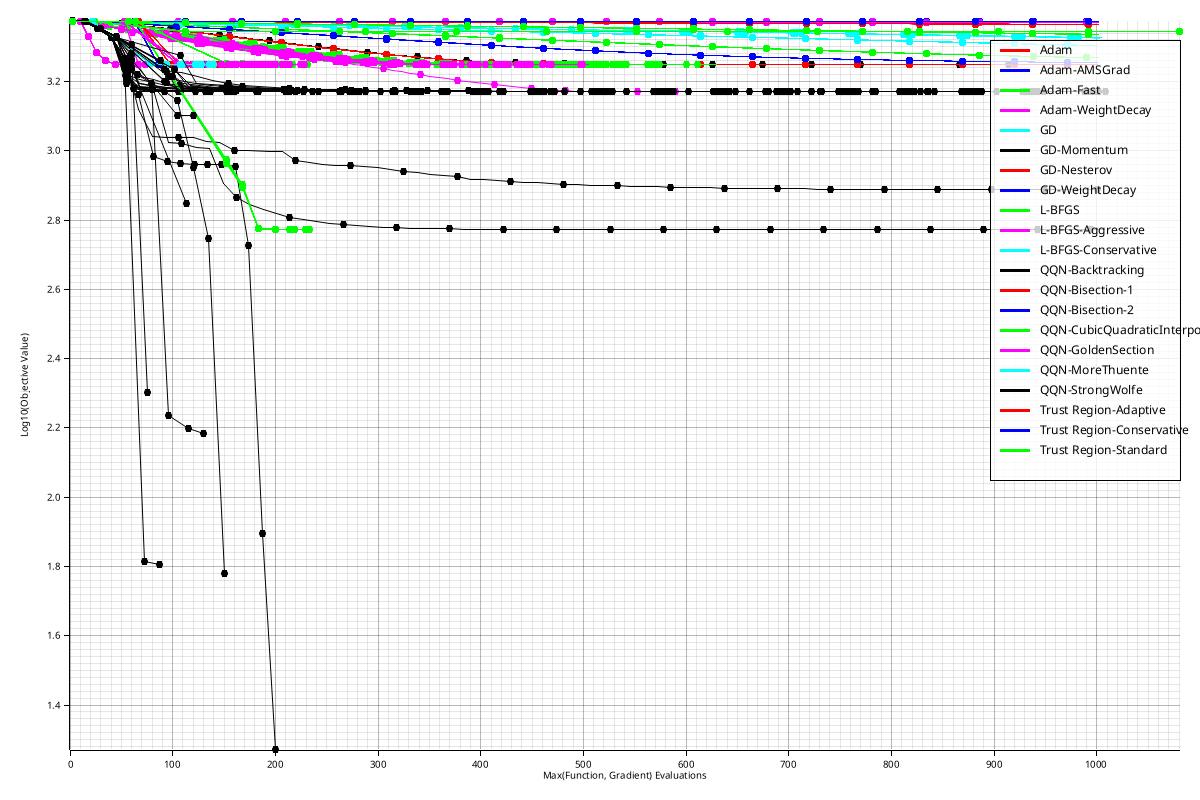 Adam
Adam-AMSGrad
Adam-Fast
Adam-WeightDecay
GD
GD-Momentum
GD-Nesterov
GD-WeightDecay
L-BFGS
L-BFGS-Aggressive
L-BFGS-Conservative
QQN-Backtracking
QQN-Bisection-1
QQN-Bisection-2
QQN-CubicQuadraticInterpo
QQN-GoldenSection
QQN-MoreThuente
QQN-StrongWolfe
Trust Region-Adaptive
Trust Region-Conservative
Trust Region-Standard
Log10(Objective Value)
3.2
3.0
2.8
2.6
2.4
2.2
2.0
1.8
1.6
1.4
0 100 200 300 400 500 600 700 800 900 1000
Max(Function, Gradient) Evaluations